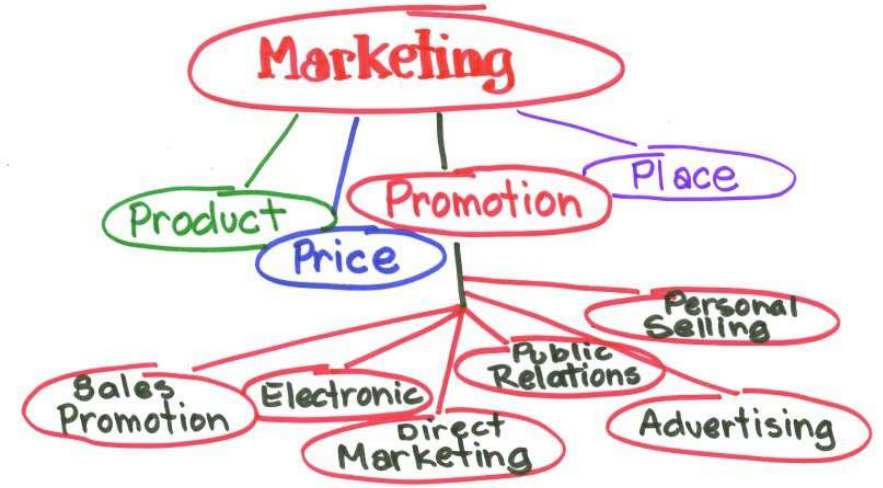 Marketing
Product
Price
Promotion
Place
Personal
Selling
Public
Relations
Sales
Promotion
Electronic
Direct
Marketing
Advertising